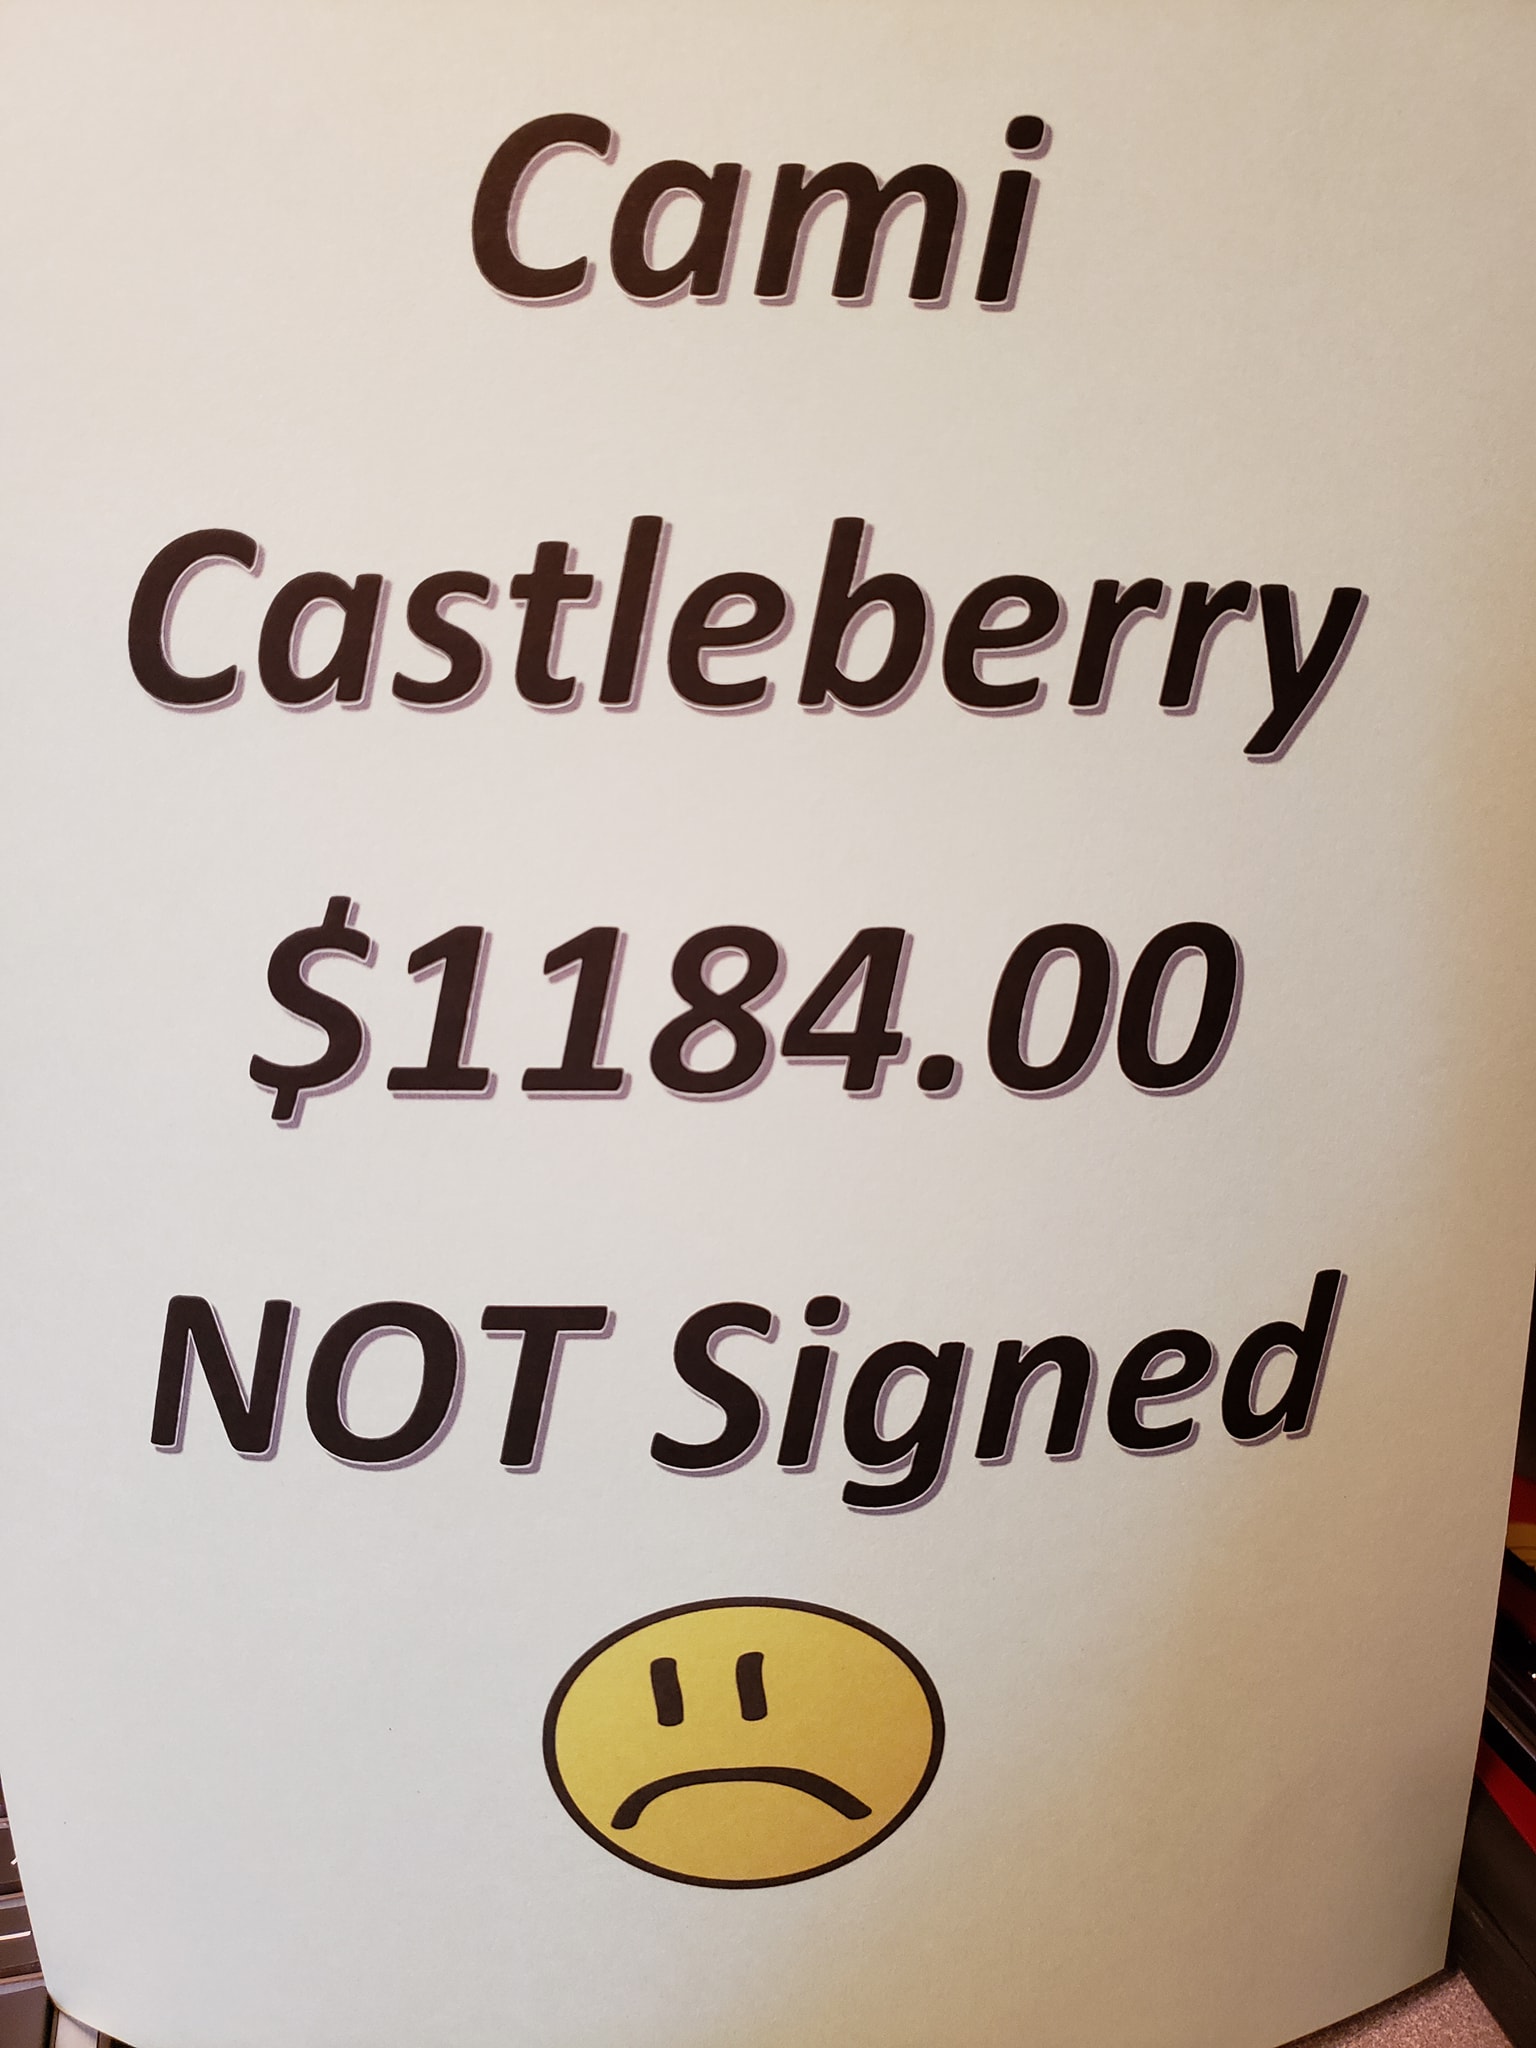 Cami
Castleberry
$1184.00
NOT Signed